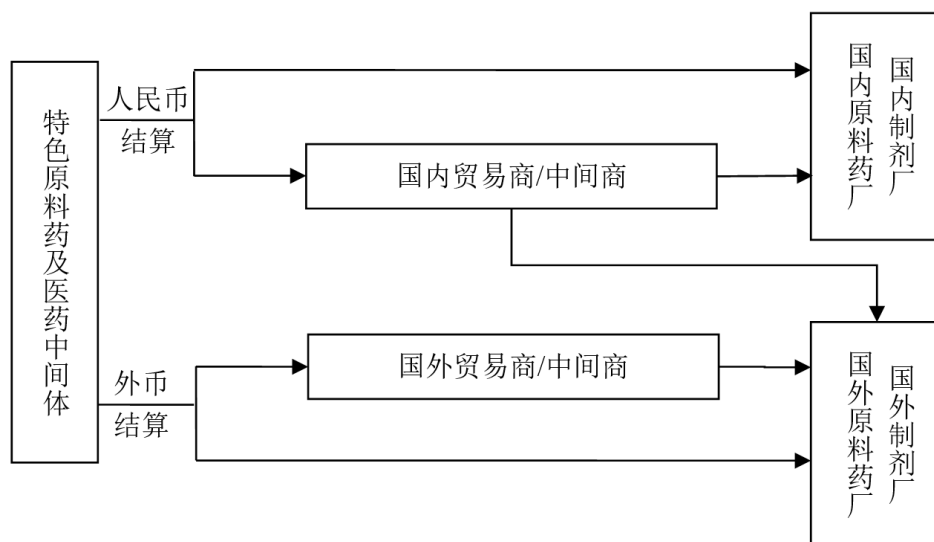 特色原料药及医药中间体
人民币
结算
国内贸易商/中间商
国内原料药厂
国内制剂厂
外币
结算
国外贸易商/中间商
国外原料药厂
国外制剂厂